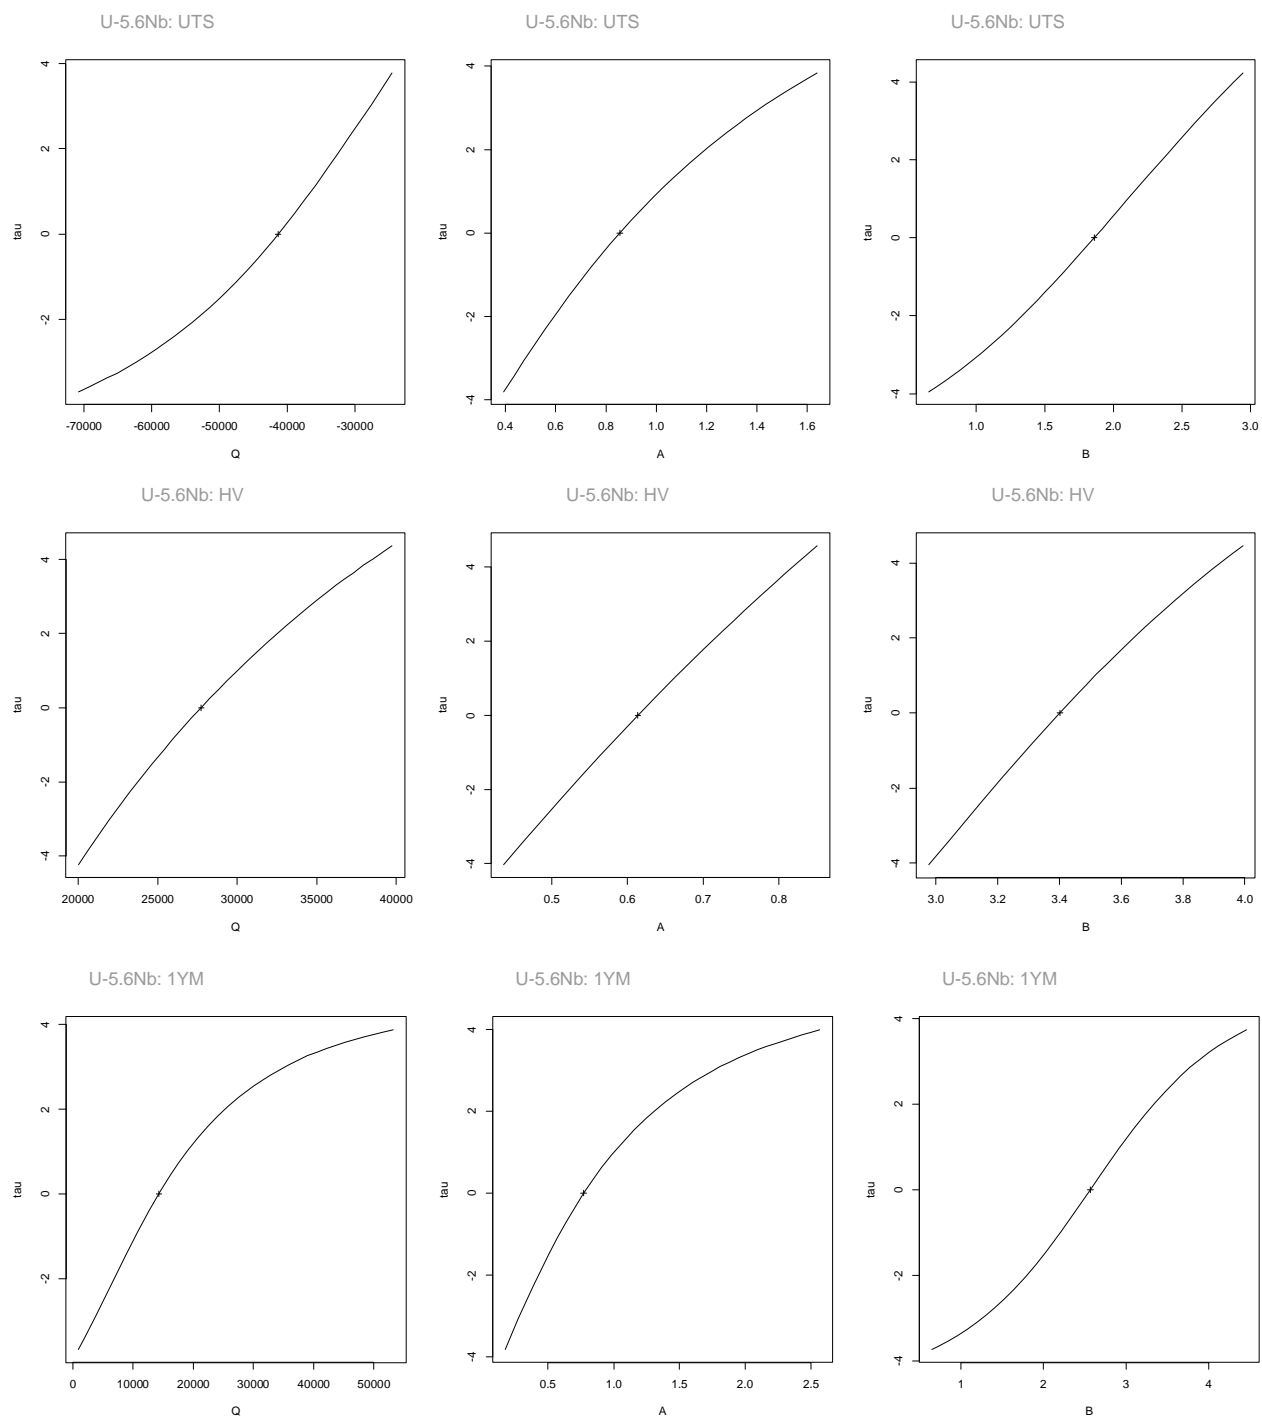 U-5.6Nb: UTS
U-5.6Nb: UTS
U-5.6Nb: UTS
4
2
0
-2
tau
-70000 -60000 -50000 -40000 -30000
Q
4
2
0
-2
-4
tau
0.4 0.6 0.8 1.0 1.2 1.4 1.6
A
4
2
0
-2
-4
tau
1.0 1.5 2.0 2.5 3.0
B
U-5.6Nb: HV
U-5.6Nb: HV
U-5.6Nb: HV
4
2
0
-2
-4
tau
20000 25000 30000 35000 40000
Q
4
2
0
-2
-4
tau
0.5 0.6 0.7 0.8
A
4
2
0
-2
-4
tau
3.0 3.2 3.4 3.6 3.8 4.0
B
U-5.6Nb: 1YM
U-5.6Nb: 1YM
U-5.6Nb: 1YM
4
2
0
-2
tau
0 10000 20000 30000 40000 50000
Q
4
2
0
-2
-4
tau
0.5 1.0 1.5 2.0 2.5
A
4
2
0
-2
-4
tau
1 2 3 4
B